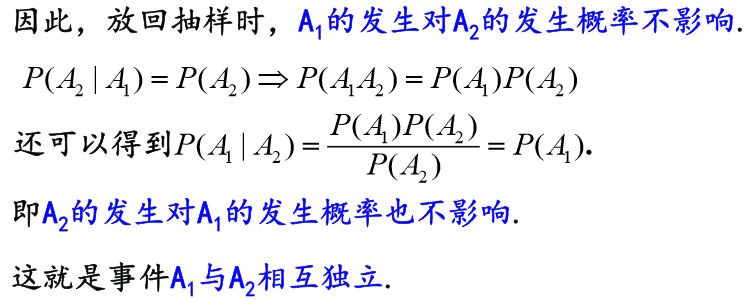 因此，放回抽样时，A₁的发生对A₂的发生概率不影响.
P(A₂ | A₁) = P(A₂) ⇒ P(A₁A₂) = P(A₁)P(A₂)
还可以得到P(A₁ | A₂) = P(A₁)P(A₂) / P(A₂) = P(A₁).
即A₂的发生对A₁的发生概率也不影响.
这就是事件A₁与A₂相互独立.